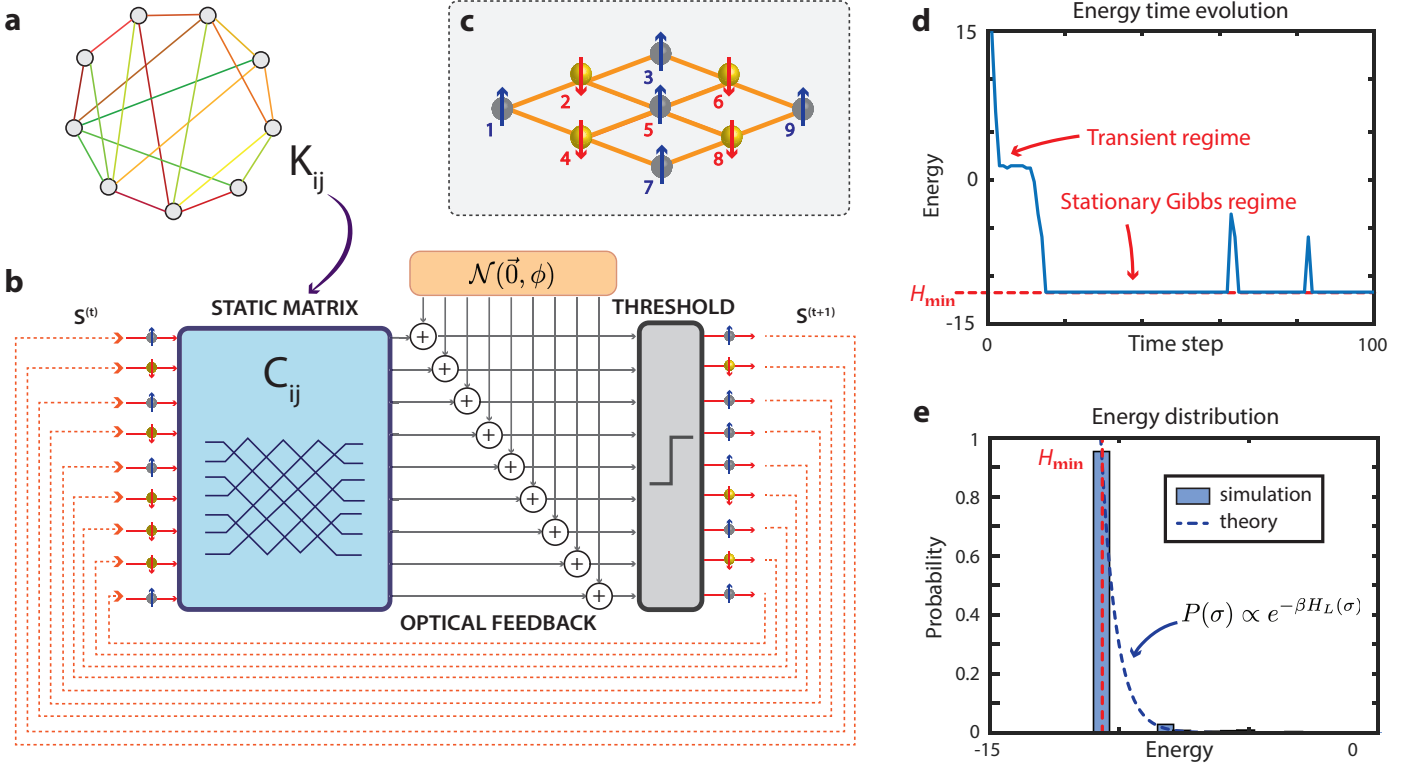 a
K_ij
b
N(0⃗, ϕ)
STATIC MATRIX
THRESHOLD
S^(t)
S^(t+1)
C_ij
+
+
+
+
+
+
+
+
+
OPTICAL FEEDBACK
c
3
2
6
1
5
9
4
8
7
d
Energy time evolution
15
Transient regime
0
Energy
Stationary Gibbs regime
H_min
-15
0
Time step
100
e
Energy distribution
1
H_min
0.8
simulation
theory
0.6
Probability
0.4
P(σ) ∝ e^{−βH_L(σ)}
0.2
0
-15
Energy
0